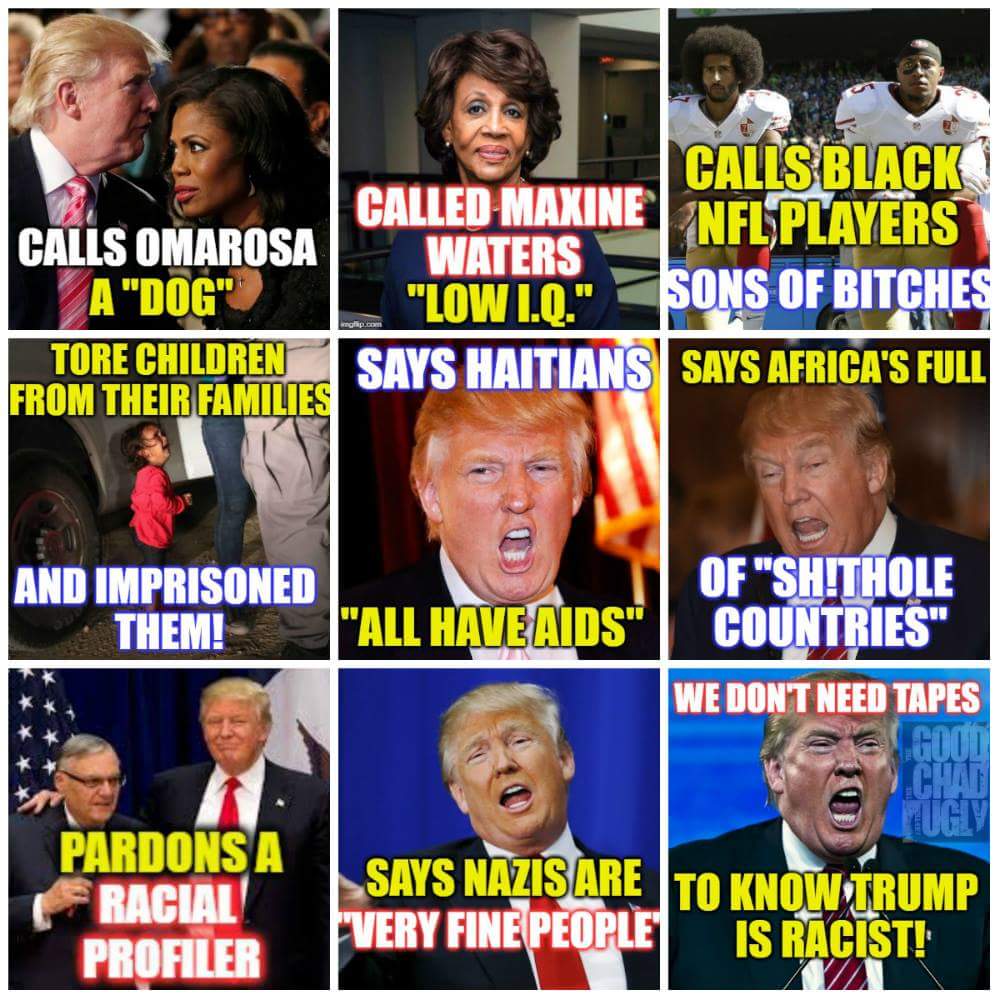 CALLS OMAROSA
A "DOG"
CALLED MAXINE
WATERS
"LOW I.Q."
imgflip.com
CALLS BLACK
NFL PLAYERS
SONS OF BITCHES
TORE CHILDREN
FROM THEIR FAMILIES
AND IMPRISONED
THEM!
SAYS HAITIANS
"ALL HAVE AIDS"
SAYS AFRICA'S FULL
OF "SH!THOLE
COUNTRIES"
PARDONS A
RACIAL
PROFILER
SAYS NAZIS ARE
"VERY FINE PEOPLE"
WE DON'T NEED TAPES
GOOD
CHAD
UGLY
TO KNOW TRUMP
IS RACIST!